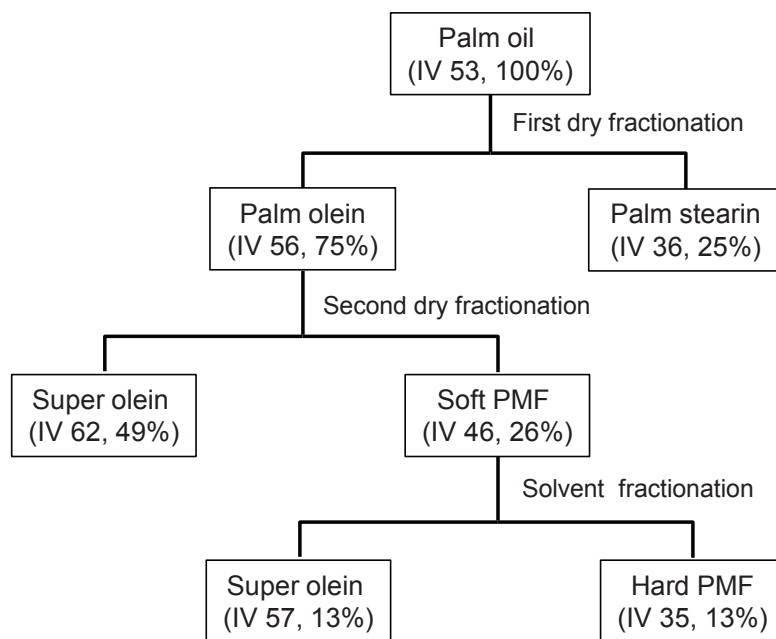 Palm oil
(IV 53, 100%)
First dry fractionation
Palm olein
(IV 56, 75%)
Palm stearin
(IV 36, 25%)
Second dry fractionation
Super olein
(IV 62, 49%)
Soft PMF
(IV 46, 26%)
Solvent fractionation
Super olein
(IV 57, 13%)
Hard PMF
(IV 35, 13%)